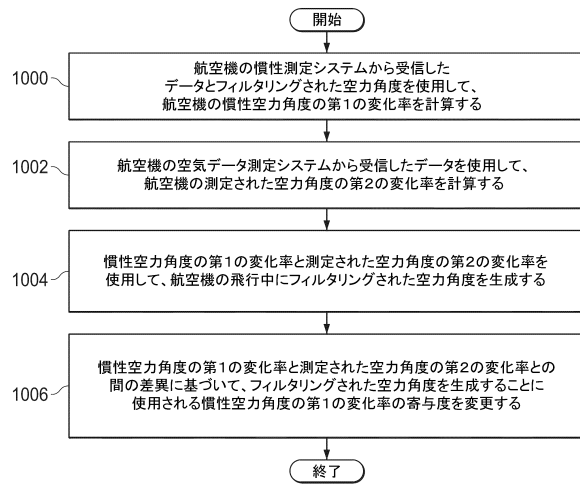 開始
1000
航空機の慣性測定システムから受信した
データとフィルタリングされた空力角度を使用して、
航空機の慣性空力角度の第1の変化率を計算する
1002
航空機の空気データ測定システムから受信したデータを使用して、
航空機の測定された空力角度の第2の変化率を計算する
1004
慣性空力角度の第1の変化率と測定された空力角度の第2の変化率を
使用して、航空機の飛行中にフィルタリングされた空力角度を生成する
1006
慣性空力角度の第1の変化率と測定された空力角度の第2の変化率との
間の差異に基づいて、フィルタリングされた空力角度を生成することに
使用される慣性空力角度の第1の変化率の寄与度を変更する
終了